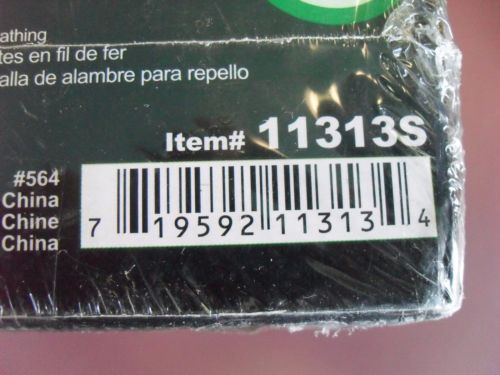 athing
tes en fil de fer
alla de alambre para repello
Item# 11313S
#564
China
Chine
China
7 19592 11313 4